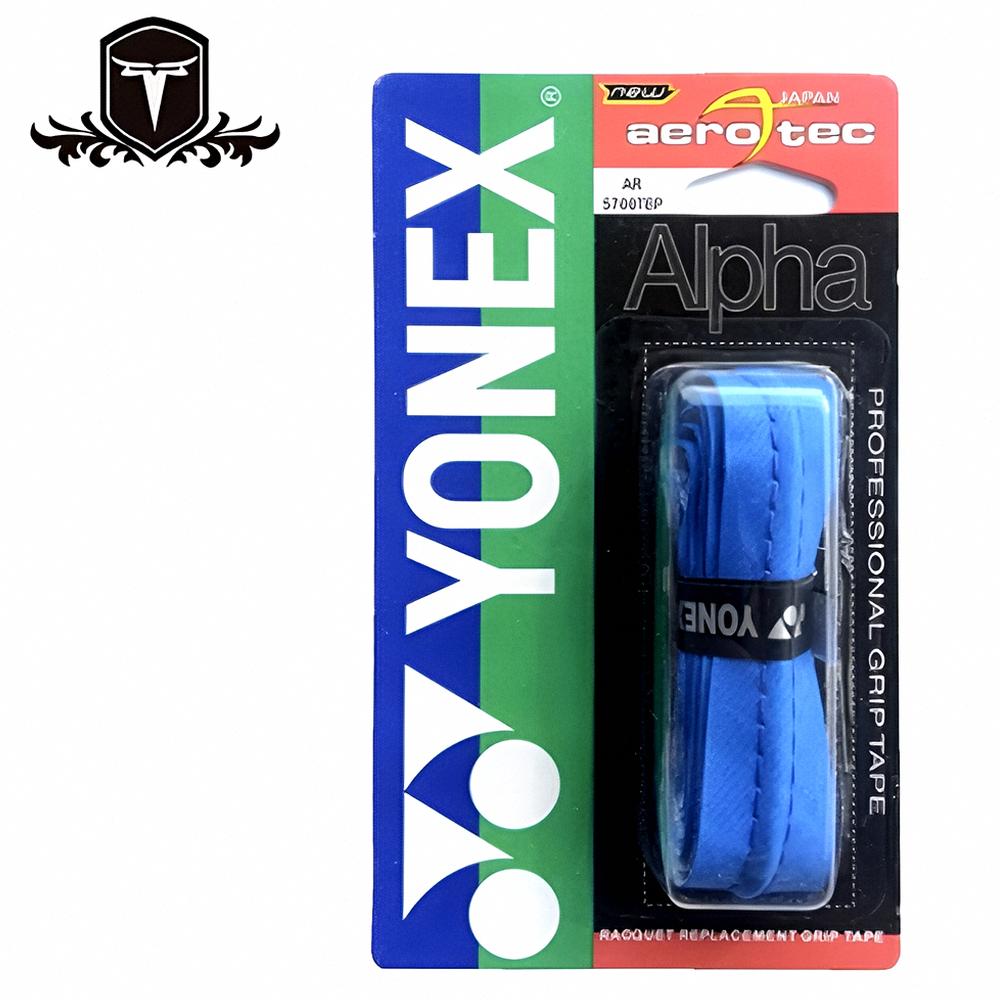 YONEX
®
new
JAPAN
aerotec
AR
Alpha
PROFESSIONAL GRIP TAPE
YONEX
RACQUET REPLACEMENT GRIP TAPE